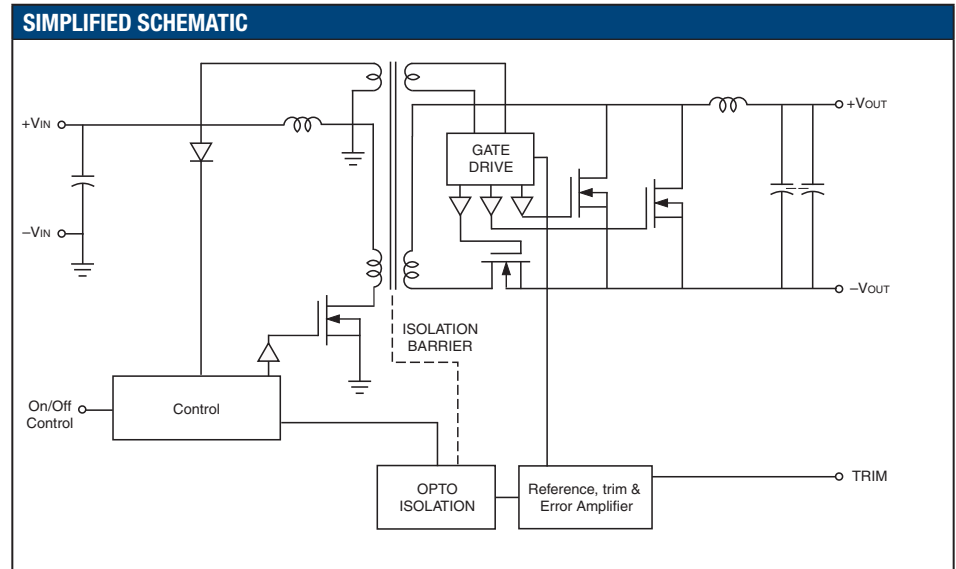 SIMPLIFIED SCHEMATIC
+VIN
–VIN
On/Off
Control
Control
GATE
DRIVE
ISOLATION
BARRIER
OPTO
ISOLATION
Reference, trim &
Error Amplifier
+VOUT
–VOUT
TRIM